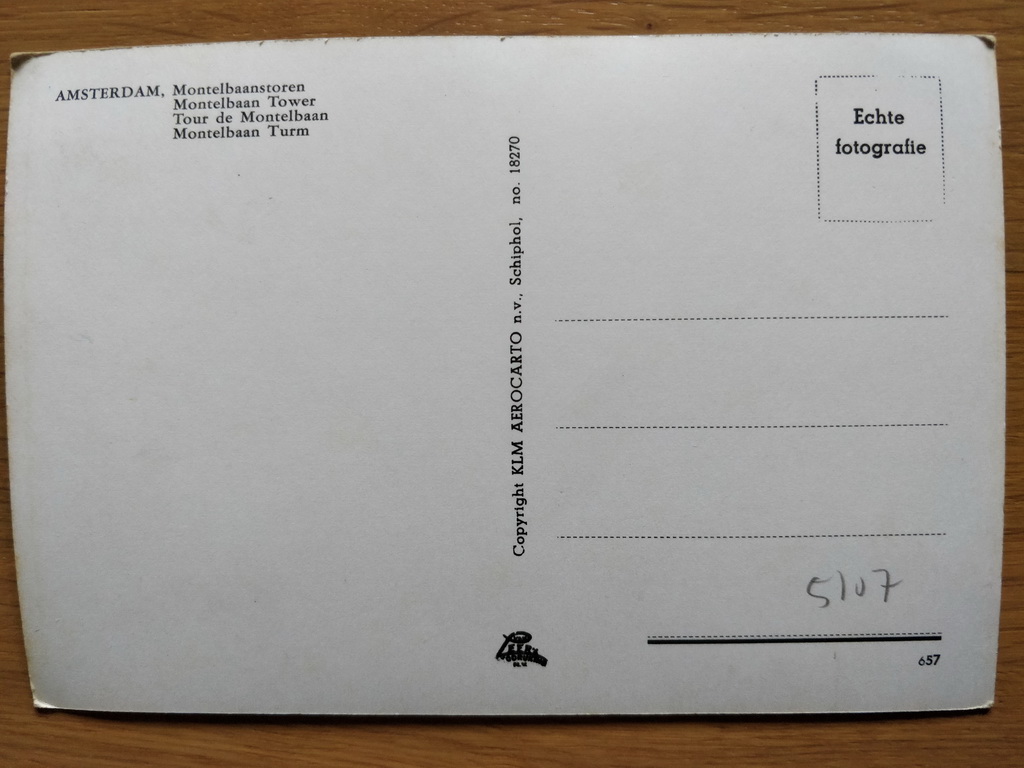 AMSTERDAM, Montelbaanstoren
Montelbaan Tower
Tour de Montelbaan
Montelbaan Turm
Echte
fotografie
Copyright KLM AEROCARTO n.v., Schiphol, no. 18270
5107
657